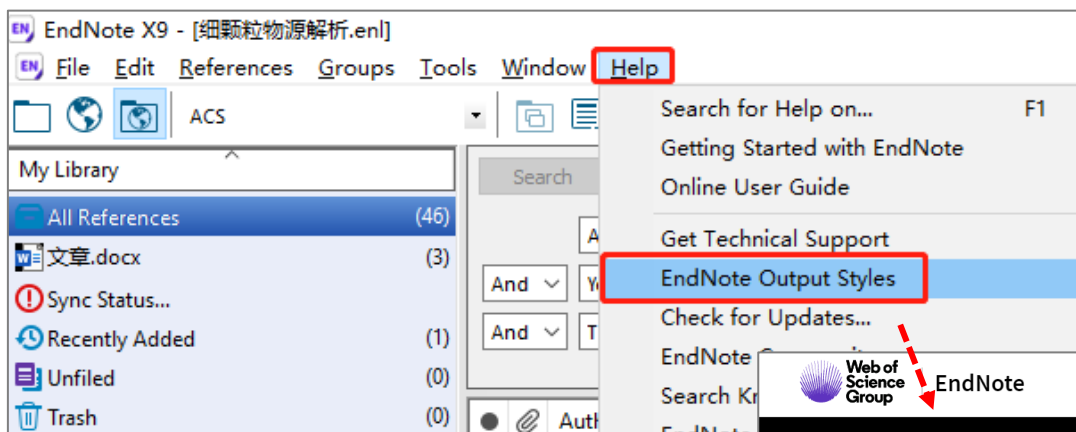 EndNote X9 - [细颗粒物源解析.enl]
File Edit References Groups Tools Window Help
ACS
My Library
All References (46)
文章.docx (3)
Sync Status...
Recently Added (1)
Unfiled (0)
Trash (0)
Search
And
And
Search for Help on... F1
Getting Started with EndNote
Online User Guide
Get Technical Support
EndNote Output Styles
Check for Updates...
EndNote
Search
EndNote
Web of
Science
Group
EndNote